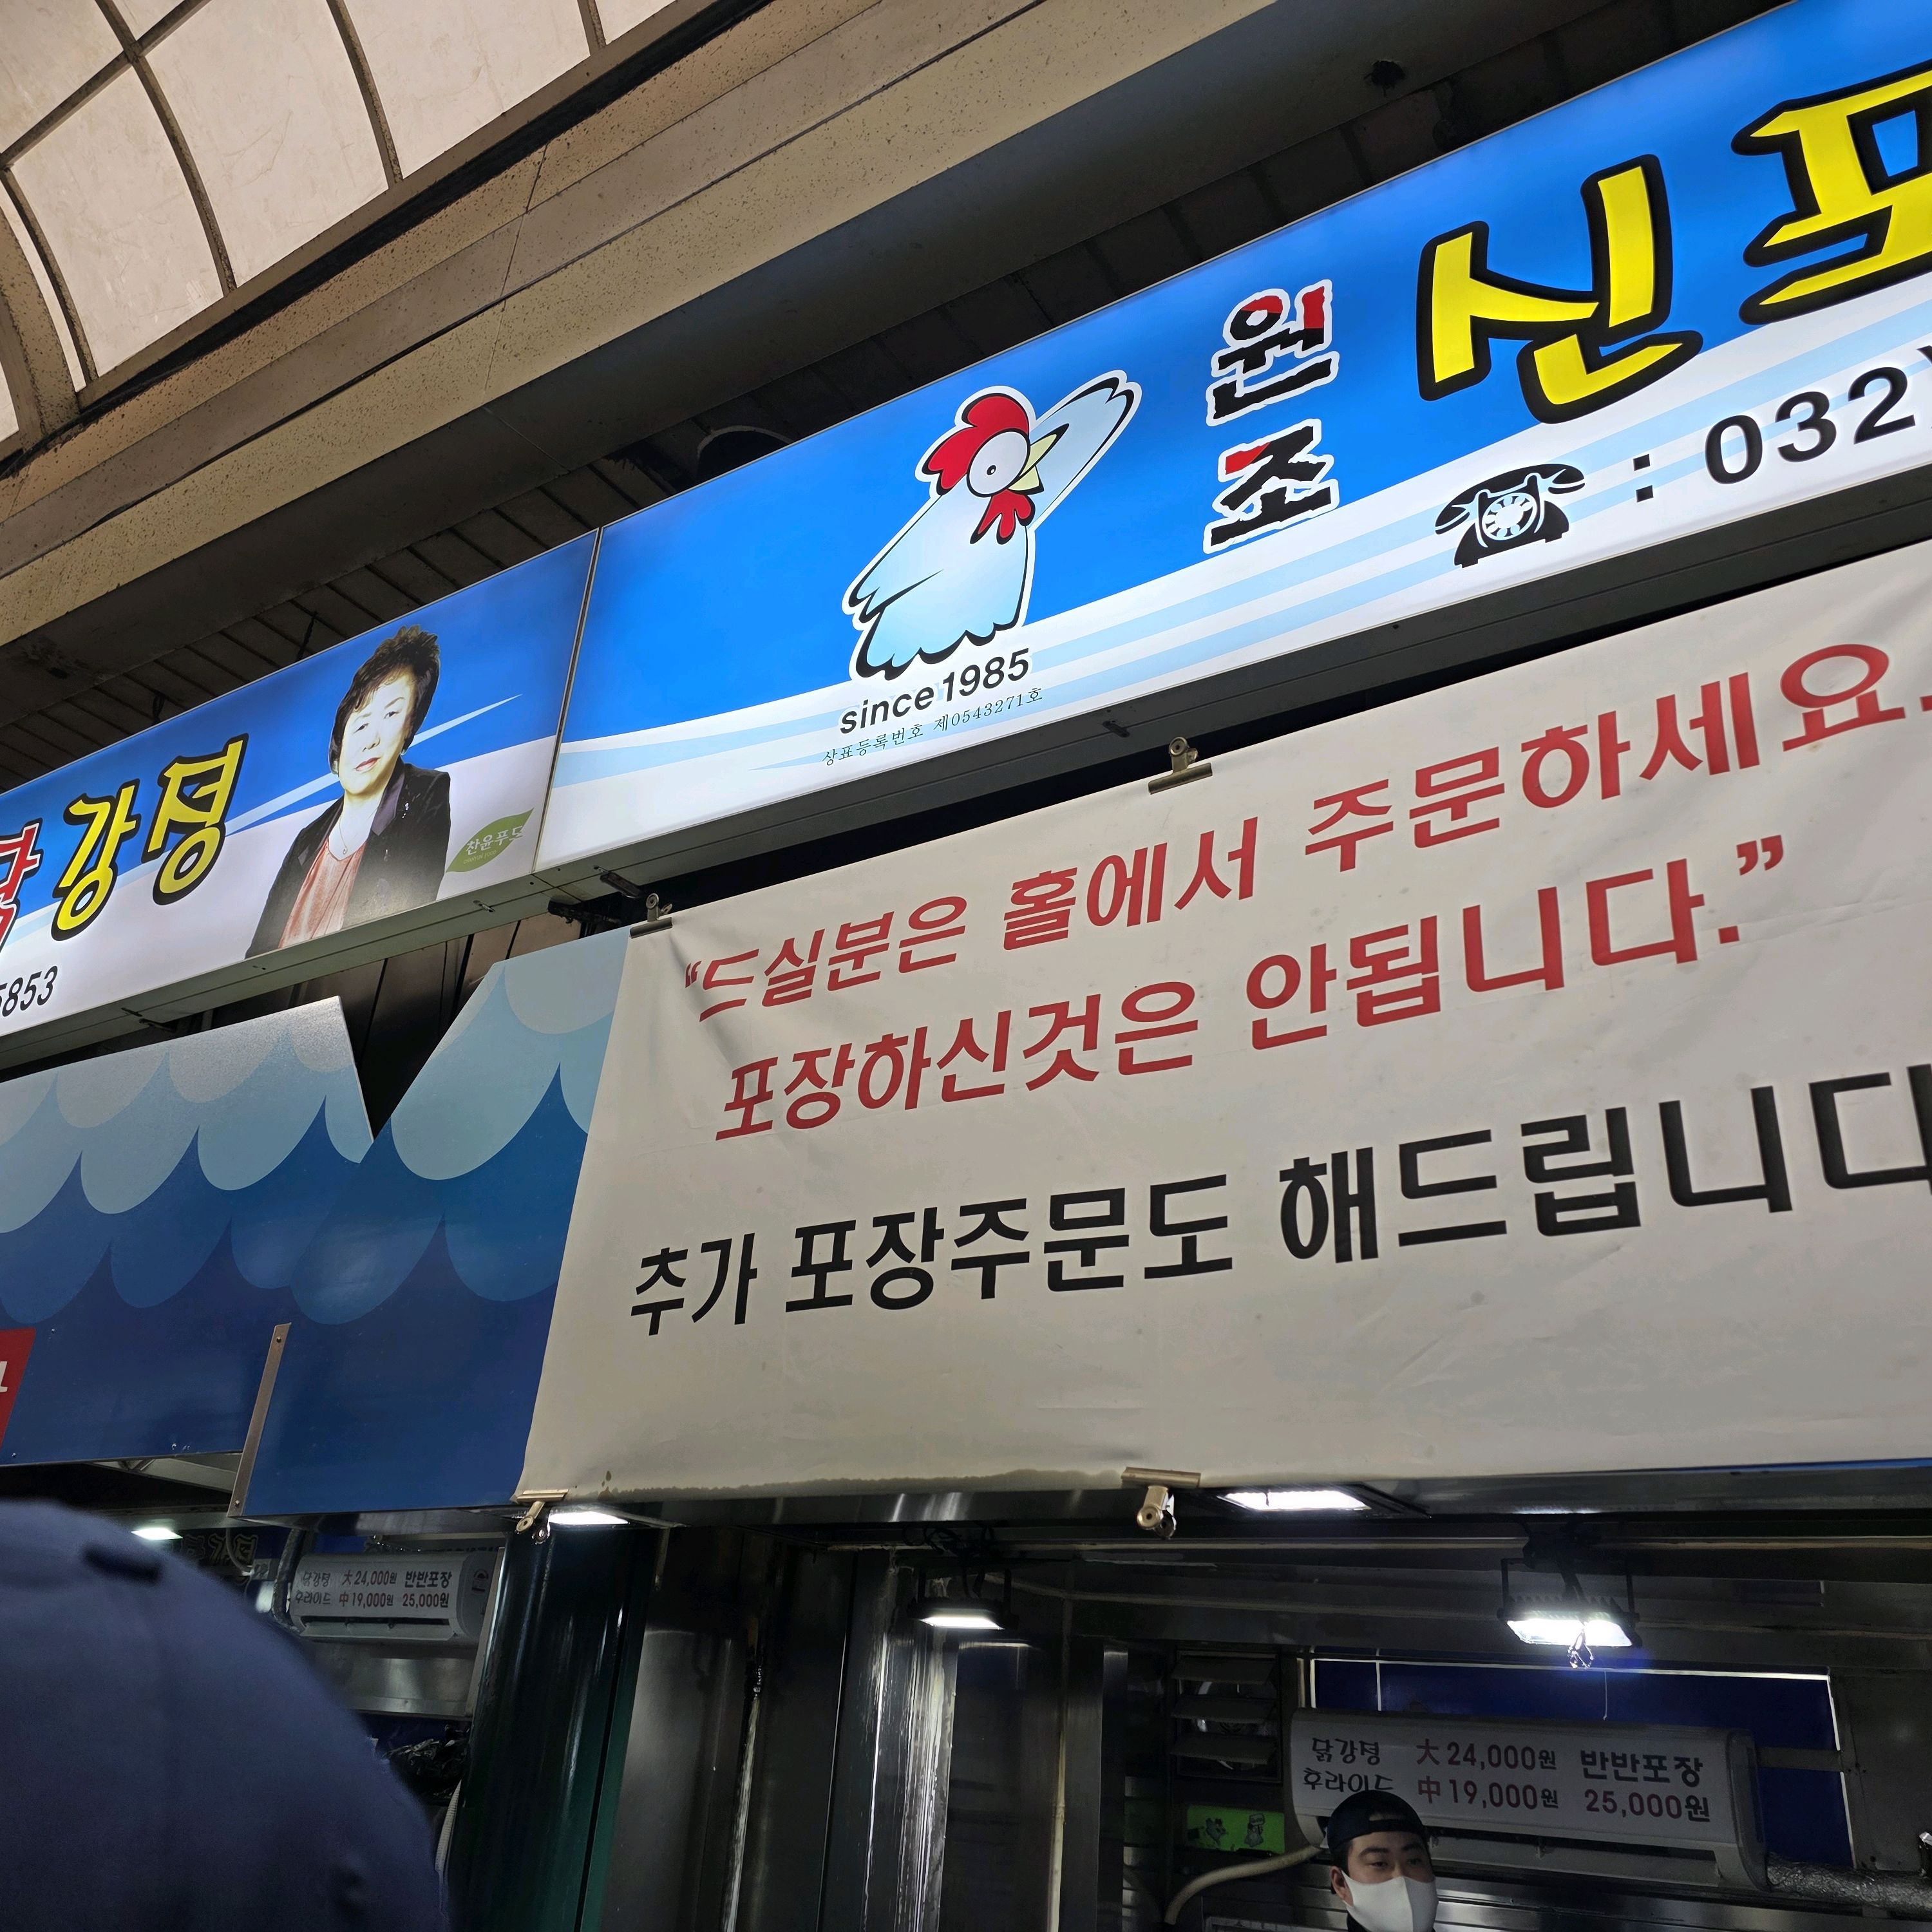 원조 신포
☎ : 032
since 1985
상표등록번호 제0543271호
닭강정
찬윤푸드
5853
“드실분은 홀에서 주문하세요.
포장하신것은 안됩니다.”
추가 포장주문도 해드립니다
닭강정 大 24,000원 반반포장
후라이드 中 19,000원 25,000원
닭강정 大 24,000원 반반포장
후라이드 中 19,000원 25,000원